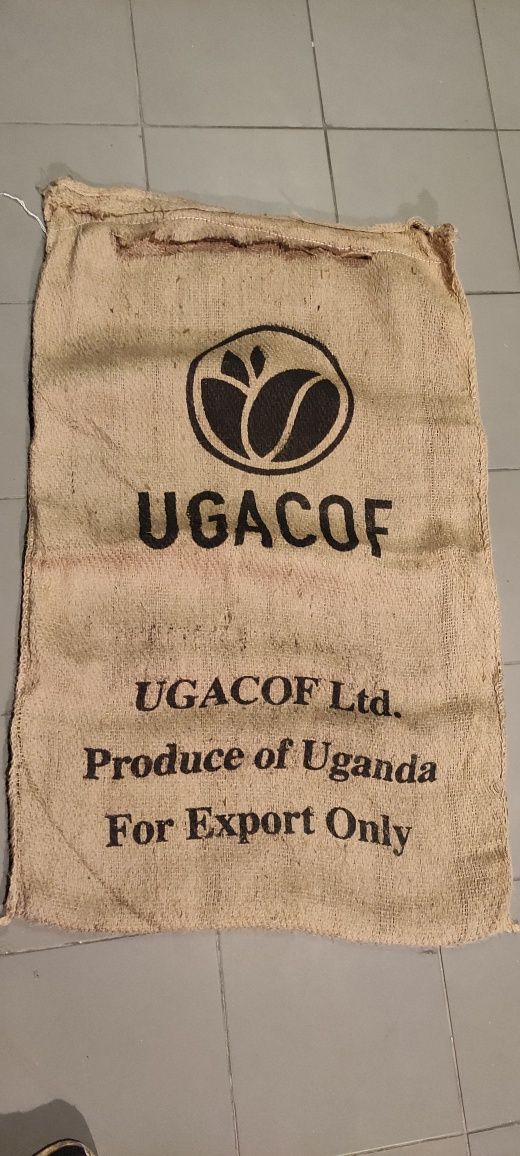 UGACOF
UGACOF Ltd.
Produce of Uganda
For Export Only